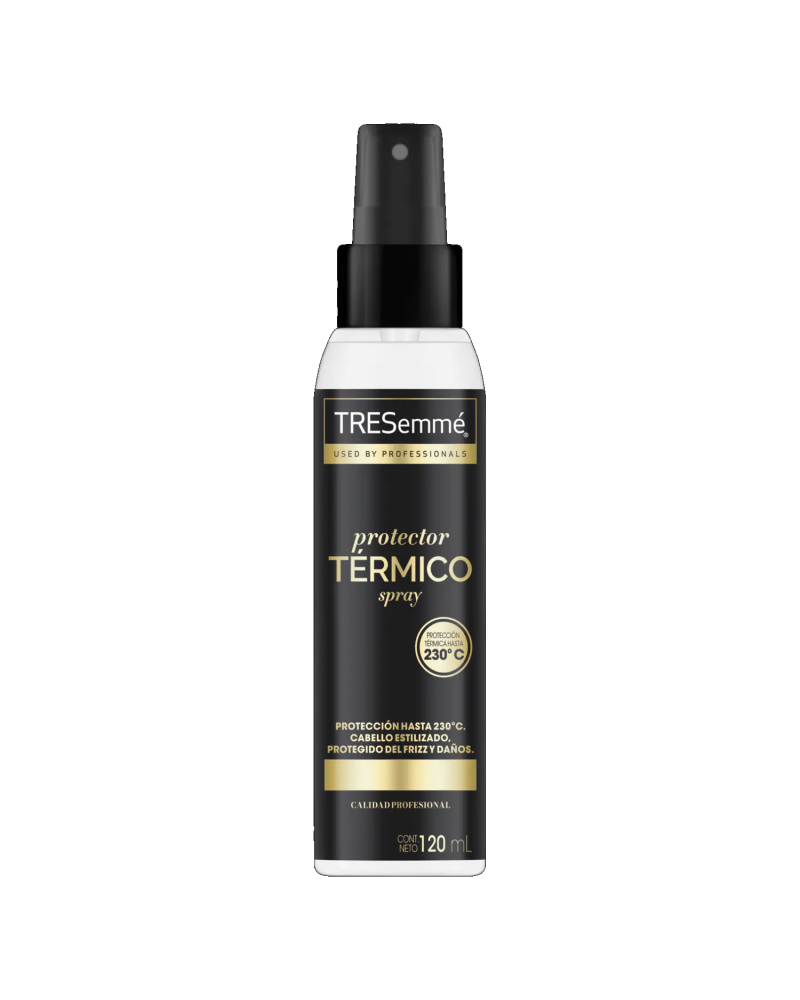 TRESemmé®
USED BY PROFESSIONALS
protector
TÉRMICO
spray
PROTECCIÓN
TÉRMICA HASTA
230°C
PROTECCIÓN HASTA 230°C.
CABELLO ESTILIZADO,
PROTEGIDO DEL FRIZZ Y DAÑOS.
CALIDAD PROFESIONAL
CONT.
NETO 120 mL